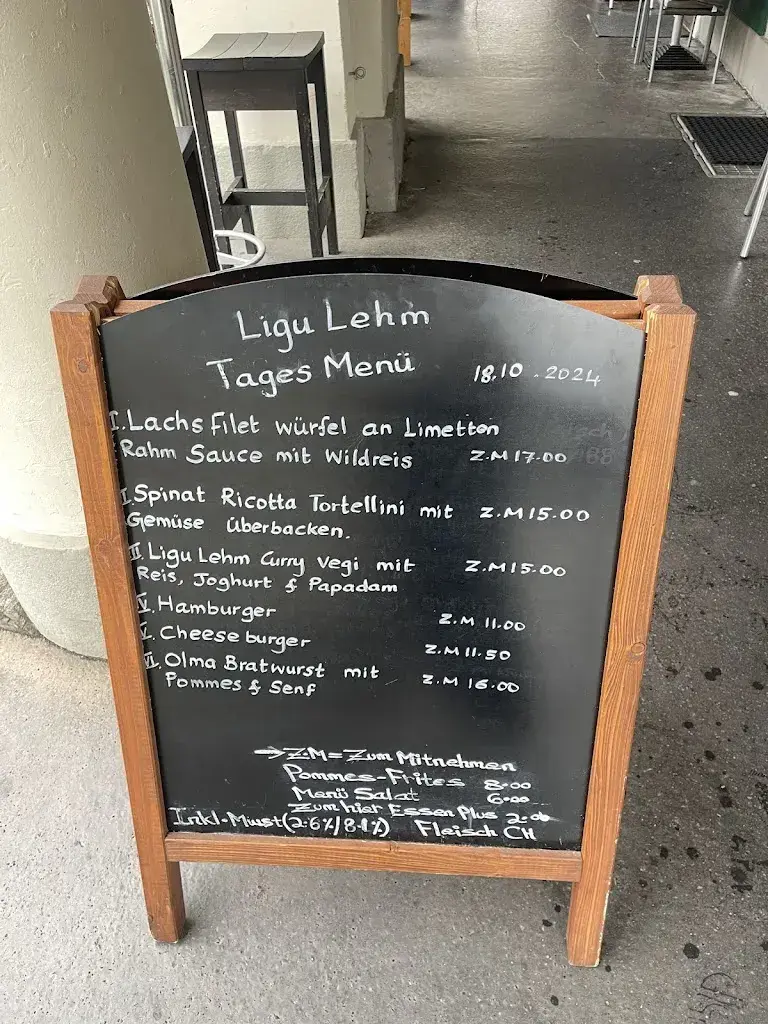 Ligu Lehm
Tages Menü 18.10.2024
I. Lachs Filet würfel an Limetten
Rahm Sauce mit Wildreis Z.M 17.00
I. Spinat Ricotta Tortellini mit Z.M 15.00
Gemüse überbacken.
II. Ligu Lehm Curry Vegi mit Z.M 15.00
Reis, Joghurt & Papadam
V. Hamburger Z.M 11.00
V. Cheese burger Z.M 11.50
VI. Olma Bratwurst mit
Pommes & Senf Z.M 16.00
→ Z.M = Zum Mitnehmen
Pommes-Frites 8.00
Menü Salat 6.00
Zum hier Essen Plus 2.00
Inkl. Mwst (2.6%/8.1%) Fleisch CH